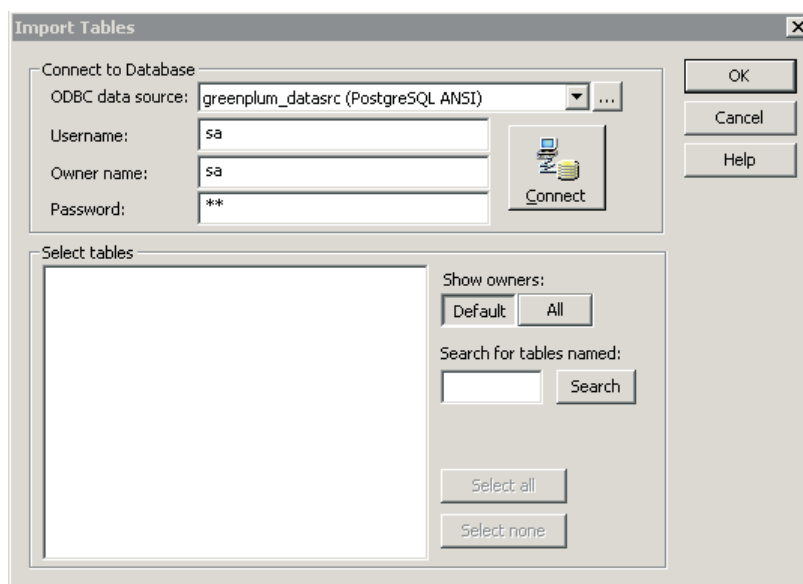 Import Tables
Connect to Database
ODBC data source: greenplum_datasrc (PostgreSQL ANSI) ...
Username: sa
Owner name: sa
Password: **
Connect
OK
Cancel
Help
Select tables
Show owners:
Default All
Search for tables named:
Search
Select all
Select none